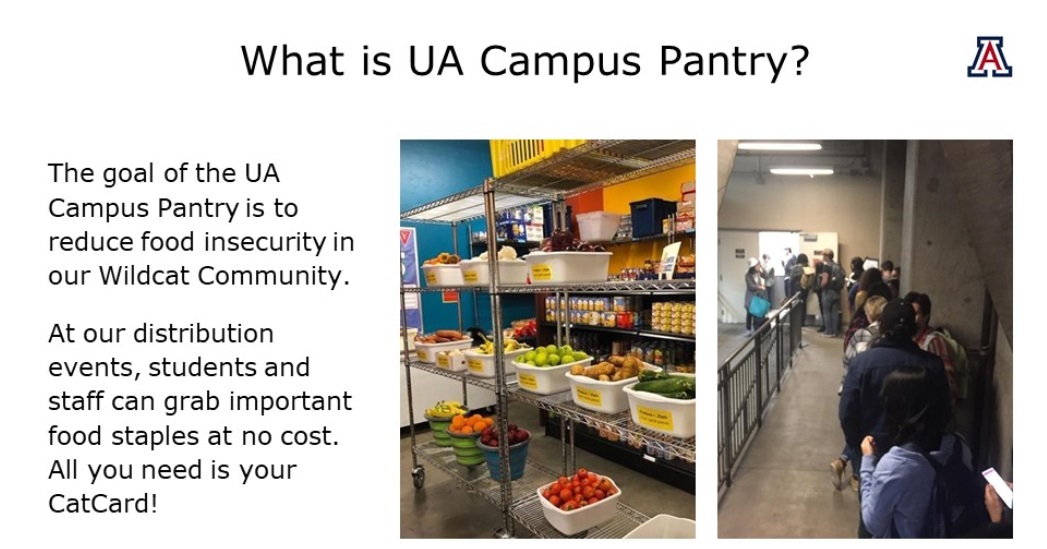 What is UA Campus Pantry?
A
The goal of the UA
Campus Pantry is to
reduce food insecurity in
our Wildcat Community.
At our distribution
events, students and
staff can grab important
food staples at no cost.
All you need is your
CatCard!